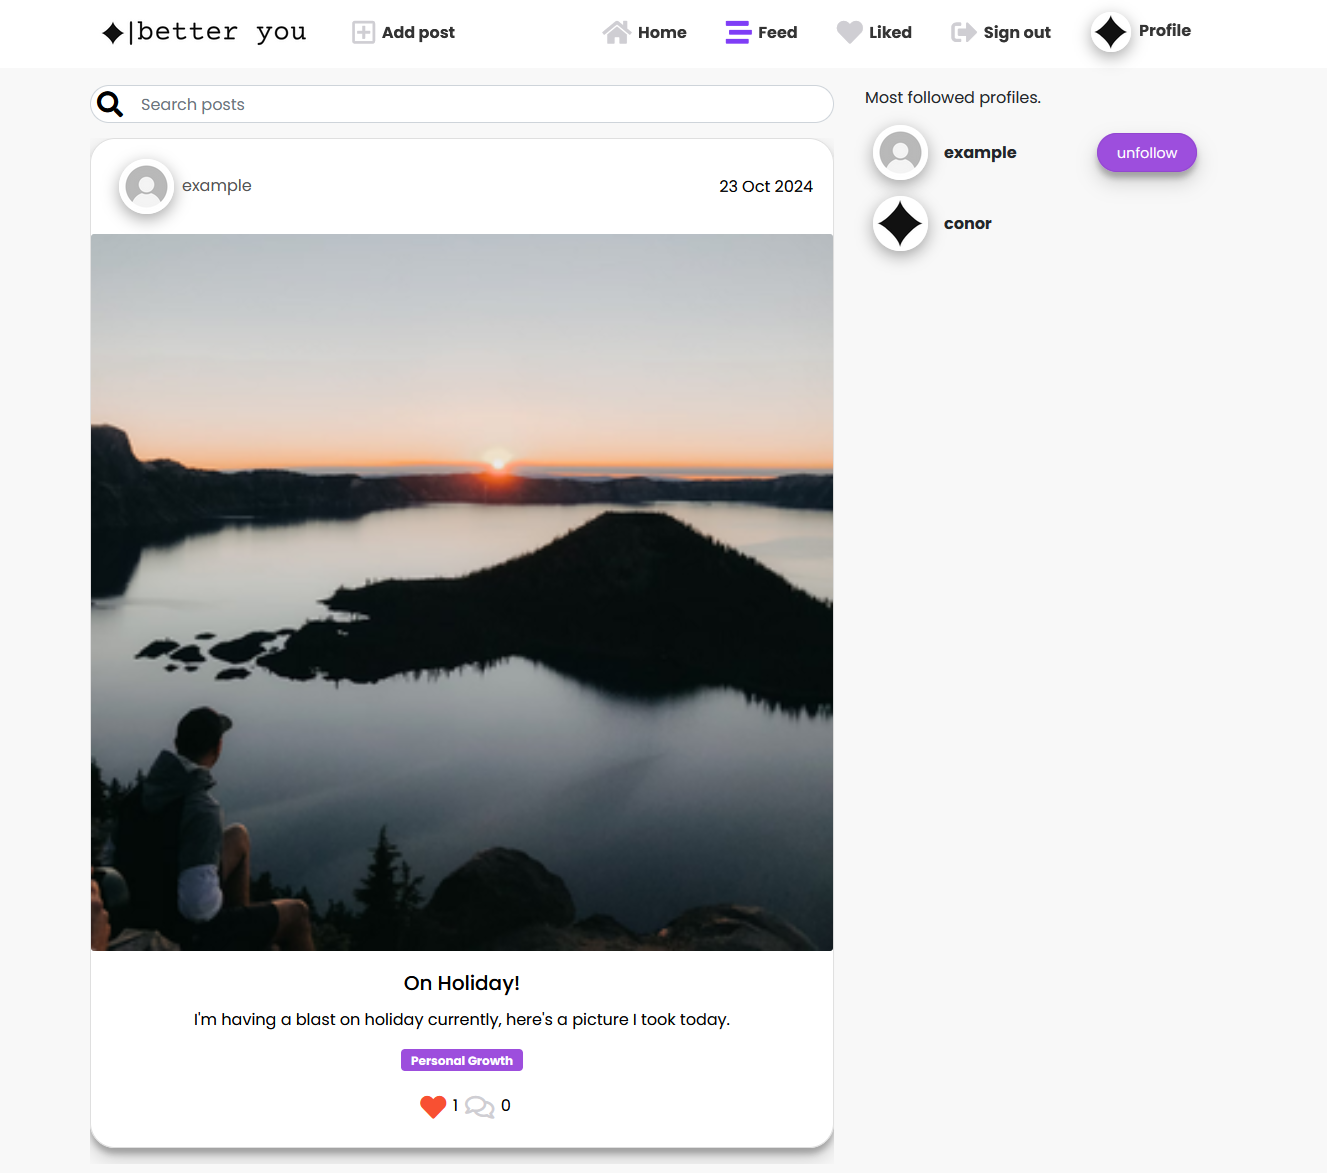 |better you
Add post
Home
Feed
Liked
Sign out
Profile
Search posts
example
23 Oct 2024
On Holiday!
I'm having a blast on holiday currently, here's a picture I took today.
Personal Growth
1 0
Most followed profiles.
example
unfollow
conor